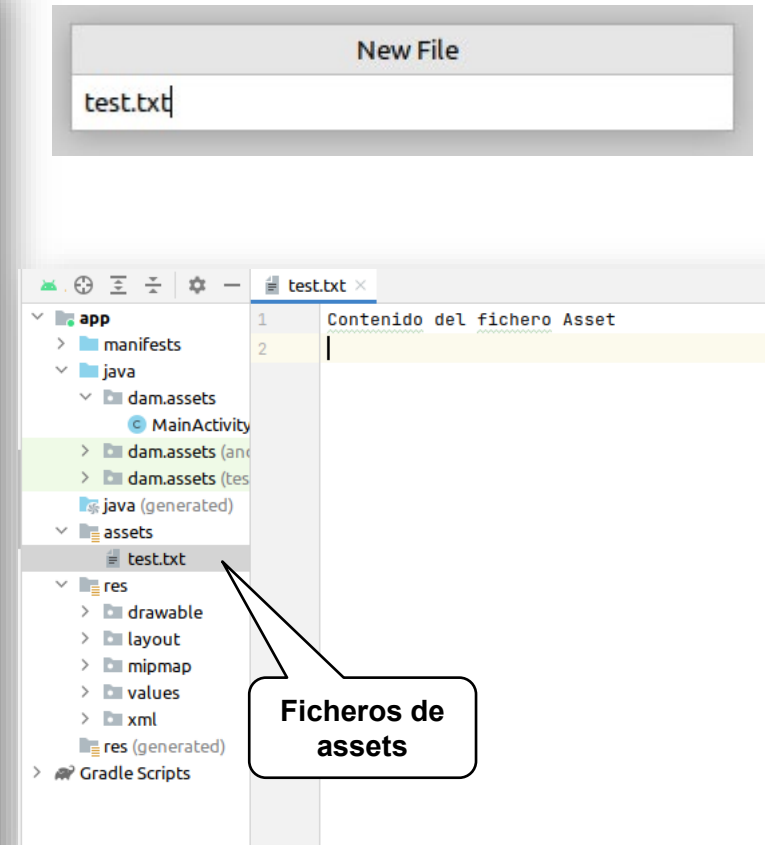 New File
test.txt
test.txt
app
manifests
java
dam.assets
MainActivity
dam.assets (and
dam.assets (tes
java (generated)
assets
test.txt
res
drawable
layout
mipmap
values
xml
res (generated)
Gradle Scripts
1 Contenido del fichero Asset
2
Ficheros de
assets